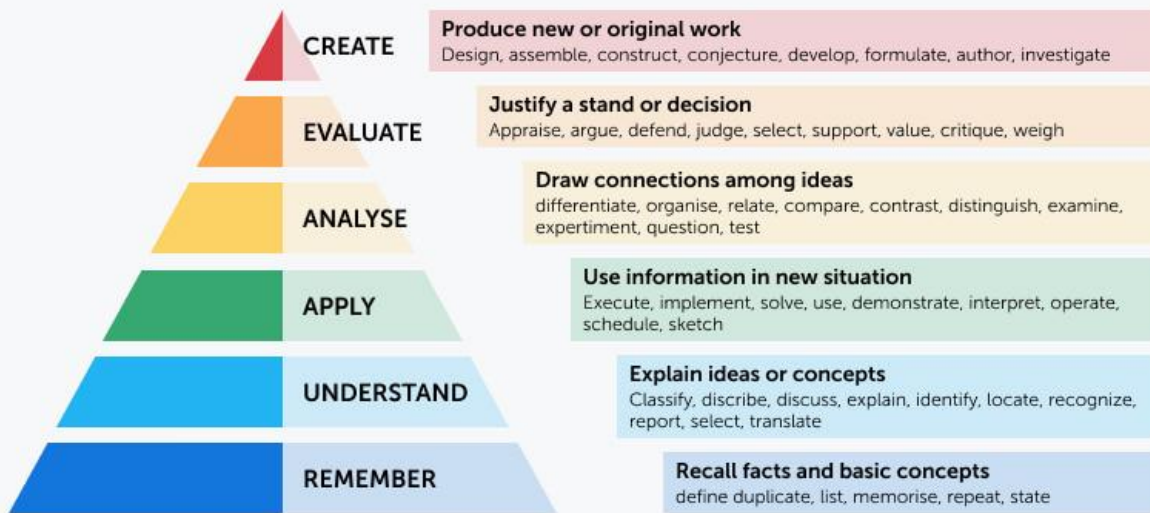 CREATE
Produce new or original work
Design, assemble, construct, conjecture, develop, formulate, author, investigate
EVALUATE
Justify a stand or decision
Appraise, argue, defend, judge, select, support, value, critique, weigh
ANALYSE
Draw connections among ideas
differentiate, organise, relate, compare, contrast, distinguish, examine,
expertiment, question, test
APPLY
Use information in new situation
Execute, implement, solve, use, demonstrate, interpret, operate,
schedule, sketch
UNDERSTAND
Explain ideas or concepts
Classify, discribe, discuss, explain, identify, locate, recognize,
report, select, translate
REMEMBER
Recall facts and basic concepts
define duplicate, list, memorise, repeat, state